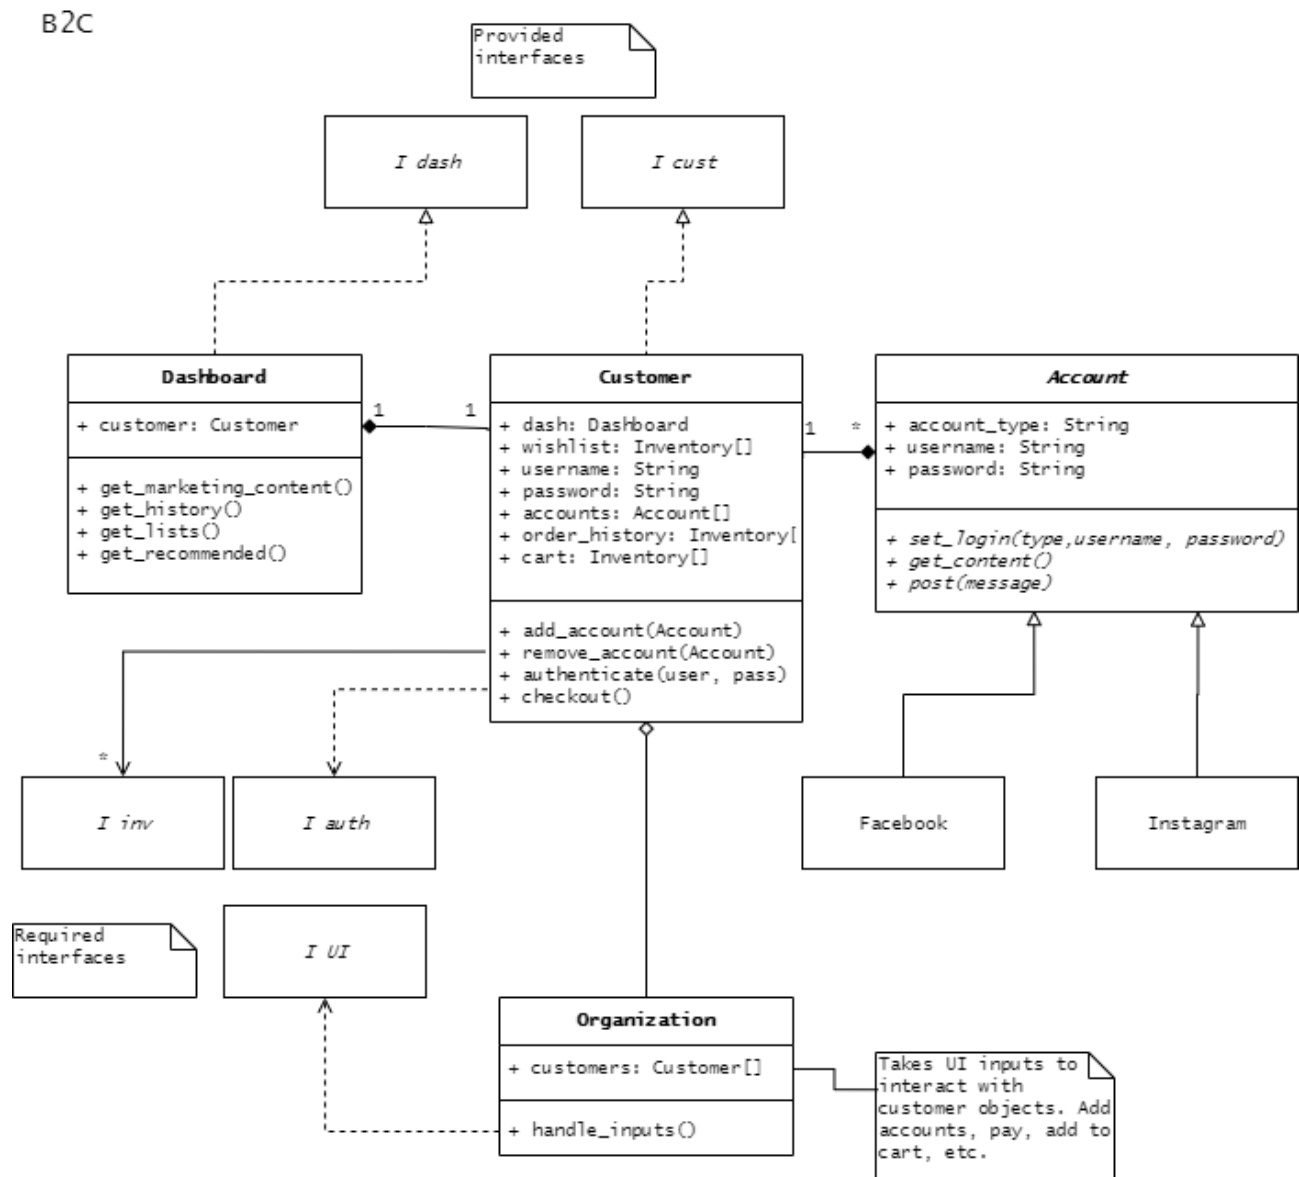 B2C
Provided
interfaces
I dash
I cust
Dashboard
+ customer: Customer
+ get_marketing_content()
+ get_history()
+ get_lists()
+ get_recommended()
1
1
Customer
+ dash: Dashboard
+ wishlist: Inventory[]
+ username: String
+ password: String
+ accounts: Account[]
+ order_history: Inventory[
+ cart: Inventory[]
+ add_account(Account)
+ remove_account(Account)
+ authenticate(user, pass)
+ checkout()
1
*
Account
+ account_type: String
+ username: String
+ password: String
+ set_login(type,username, password)
+ get_content()
+ post(message)
*
I inv
I auth
Facebook
Instagram
Required
interfaces
I UI
Organization
+ customers: Customer[]
+ handle_inputs()
Takes UI inputs to
interact with
customer objects. Add
accounts, pay, add to
cart, etc.